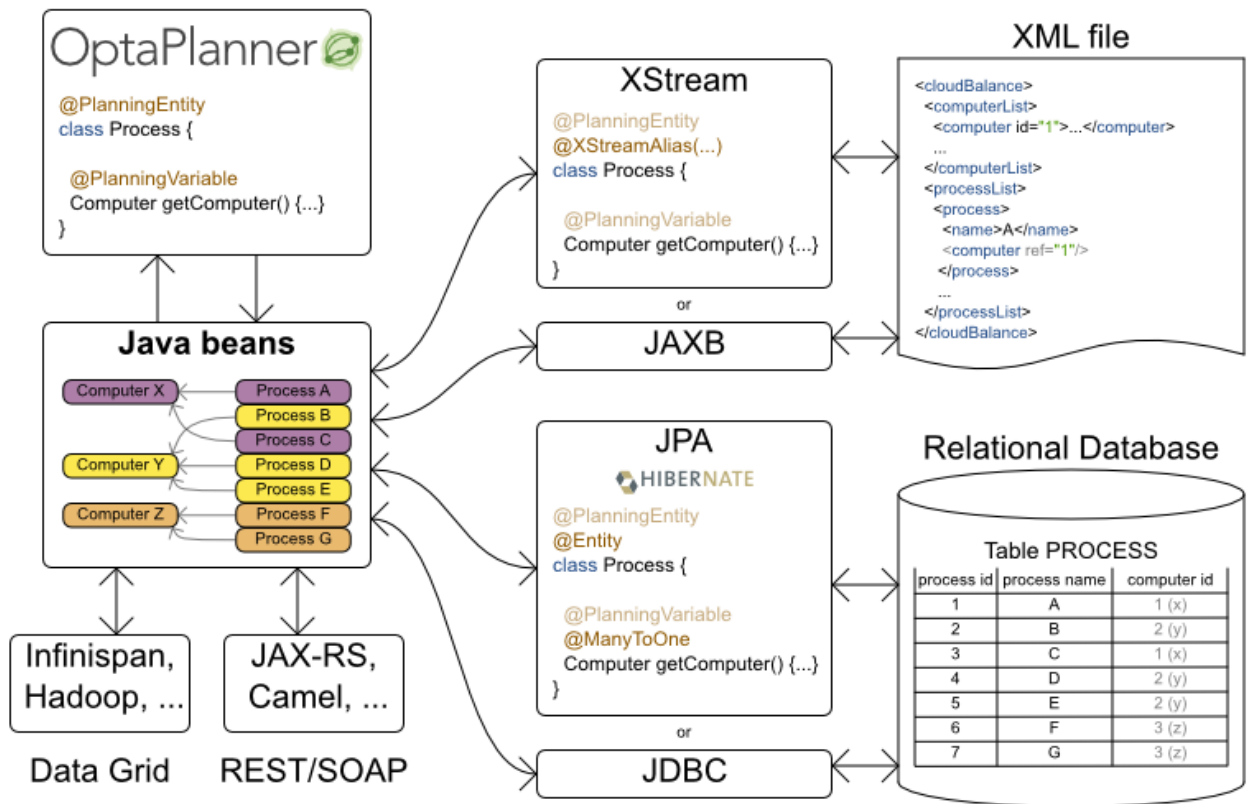 OptaPlanner
@PlanningEntity
class Process {
@PlanningVariable
Computer getComputer() {...}
}
Java beans
Computer X
Computer Y
Computer Z
Process A
Process B
Process C
Process D
Process E
Process F
Process G
Infinispan,
Hadoop, ...
Data Grid
JAX-RS,
Camel, ...
REST/SOAP
XStream
@PlanningEntity
@XStreamAlias(...)
class Process {
@PlanningVariable
Computer getComputer() {...}
}
or
JAXB
XML file
<cloudBalance>
<computerList>
<computer id="1">...</computer>
...
</computerList>
<processList>
<process>
<name>A</name>
<computer ref="1"/>
</process>
...
</processList>
</cloudBalance>
JPA
HIBERNATE
@PlanningEntity
@Entity
class Process {
@PlanningVariable
@ManyToOne
Computer getComputer() {...}
}
or
JDBC
Relational Database
Table PROCESS
process id process name computer id
1 A 1 (x)
2 B 2 (y)
3 C 1 (x)
4 D 2 (y)
5 E 2 (y)
6 F 3 (z)
7 G 3 (z)